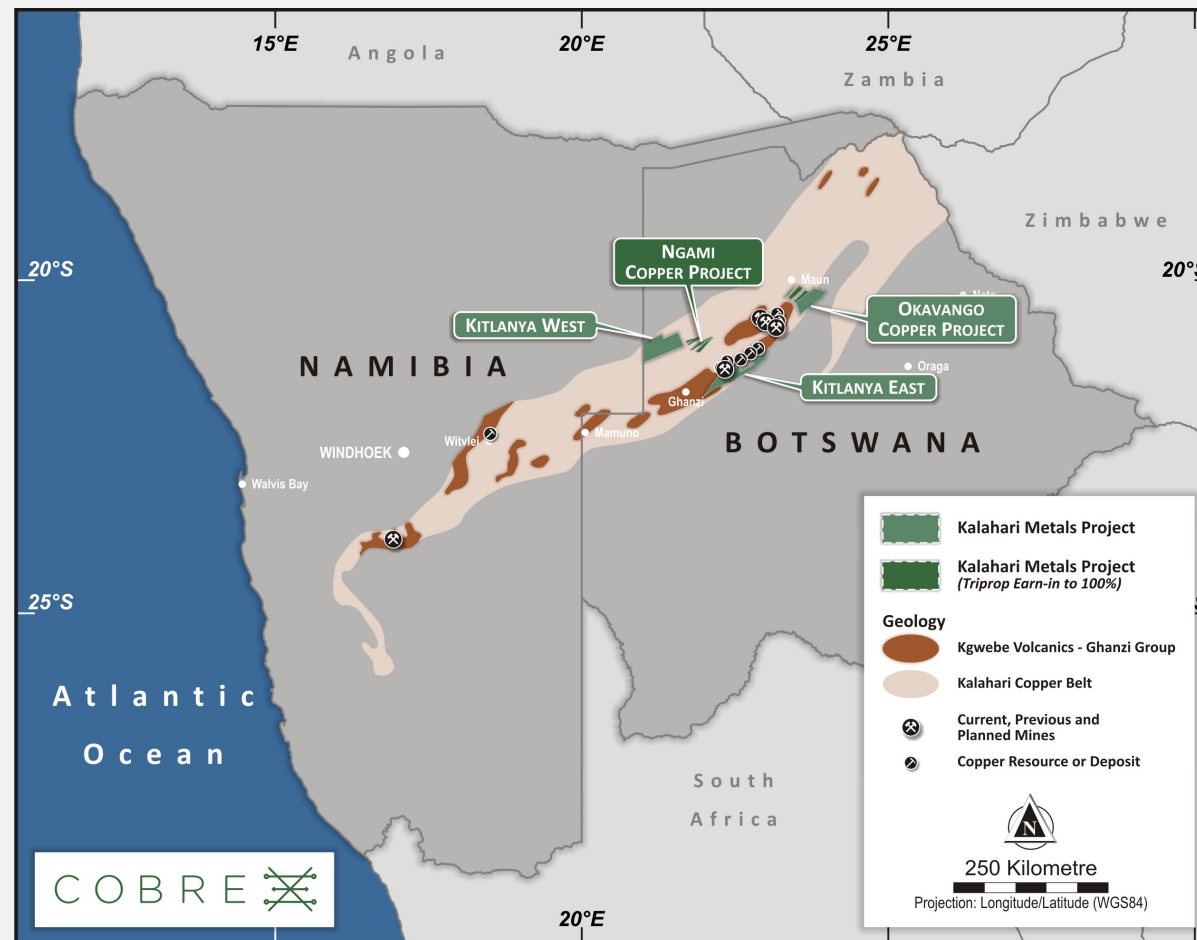 15°E
20°E
25°E
Angola
Zambia
Zimbabwe
20°S
20°
NGAMI
COPPER PROJECT
Maun
OKAVANGO
COPPER PROJECT
KITLANYA WEST
NAMIBIA
Oraga
KITLANYA EAST
Ghanzi
BOTSWANA
Mamuno
Witvlei
WINDHOEK
Walvis Bay
25°S
Atlantic
Ocean
South
Africa
Kalahari Metals Project
Kalahari Metals Project
(Triprop Earn-in to 100%)
Geology
Kgwebe Volcanics - Ghanzi Group
Kalahari Copper Belt
Current, Previous and
Planned Mines
Copper Resource or Deposit
N
250 Kilometre
Projection: Longitude/Latitude (WGS84)
COBRE
20°E